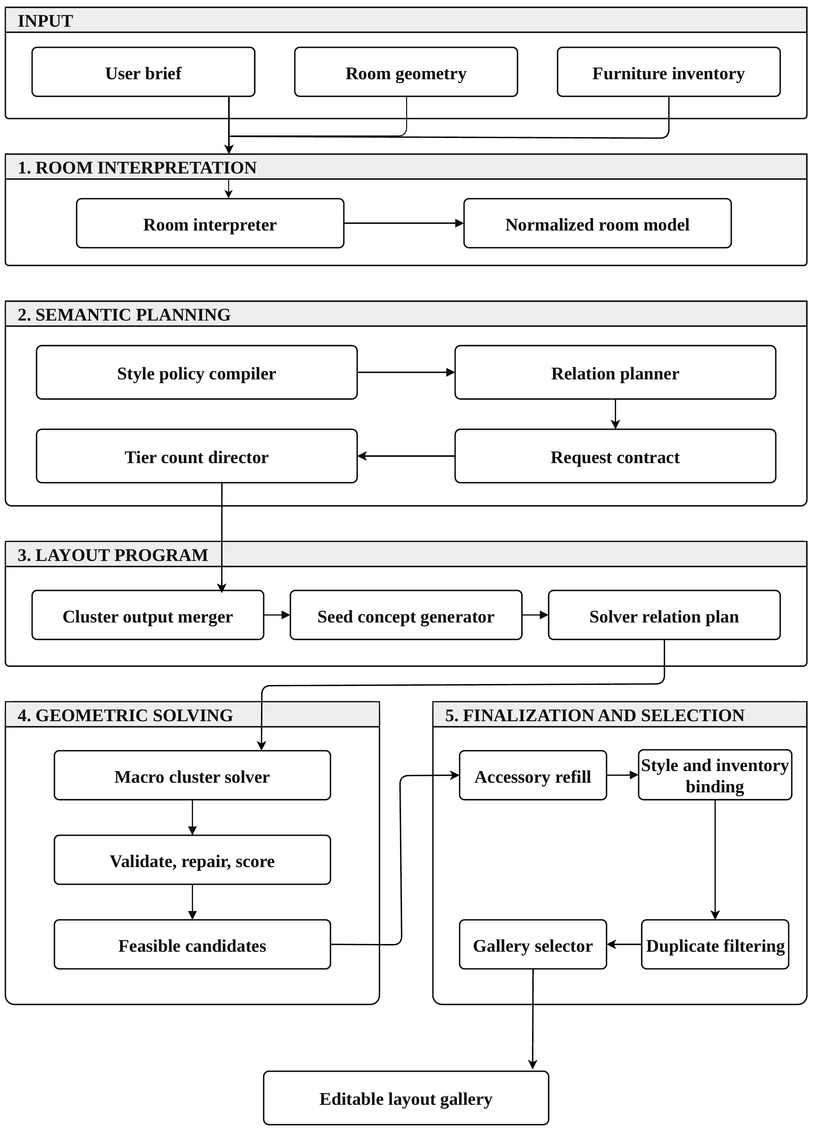 INPUT
User brief
Room geometry
Furniture inventory
1. ROOM INTERPRETATION
Room interpreter
Normalized room model
2. SEMANTIC PLANNING
Style policy compiler
Relation planner
Tier count director
Request contract
3. LAYOUT PROGRAM
Cluster output merger
Seed concept generator
Solver relation plan
4. GEOMETRIC SOLVING
Macro cluster solver
Validate, repair, score
Feasible candidates
5. FINALIZATION AND SELECTION
Accessory refill
Style and inventory
binding
Gallery selector
Duplicate filtering
Editable layout gallery